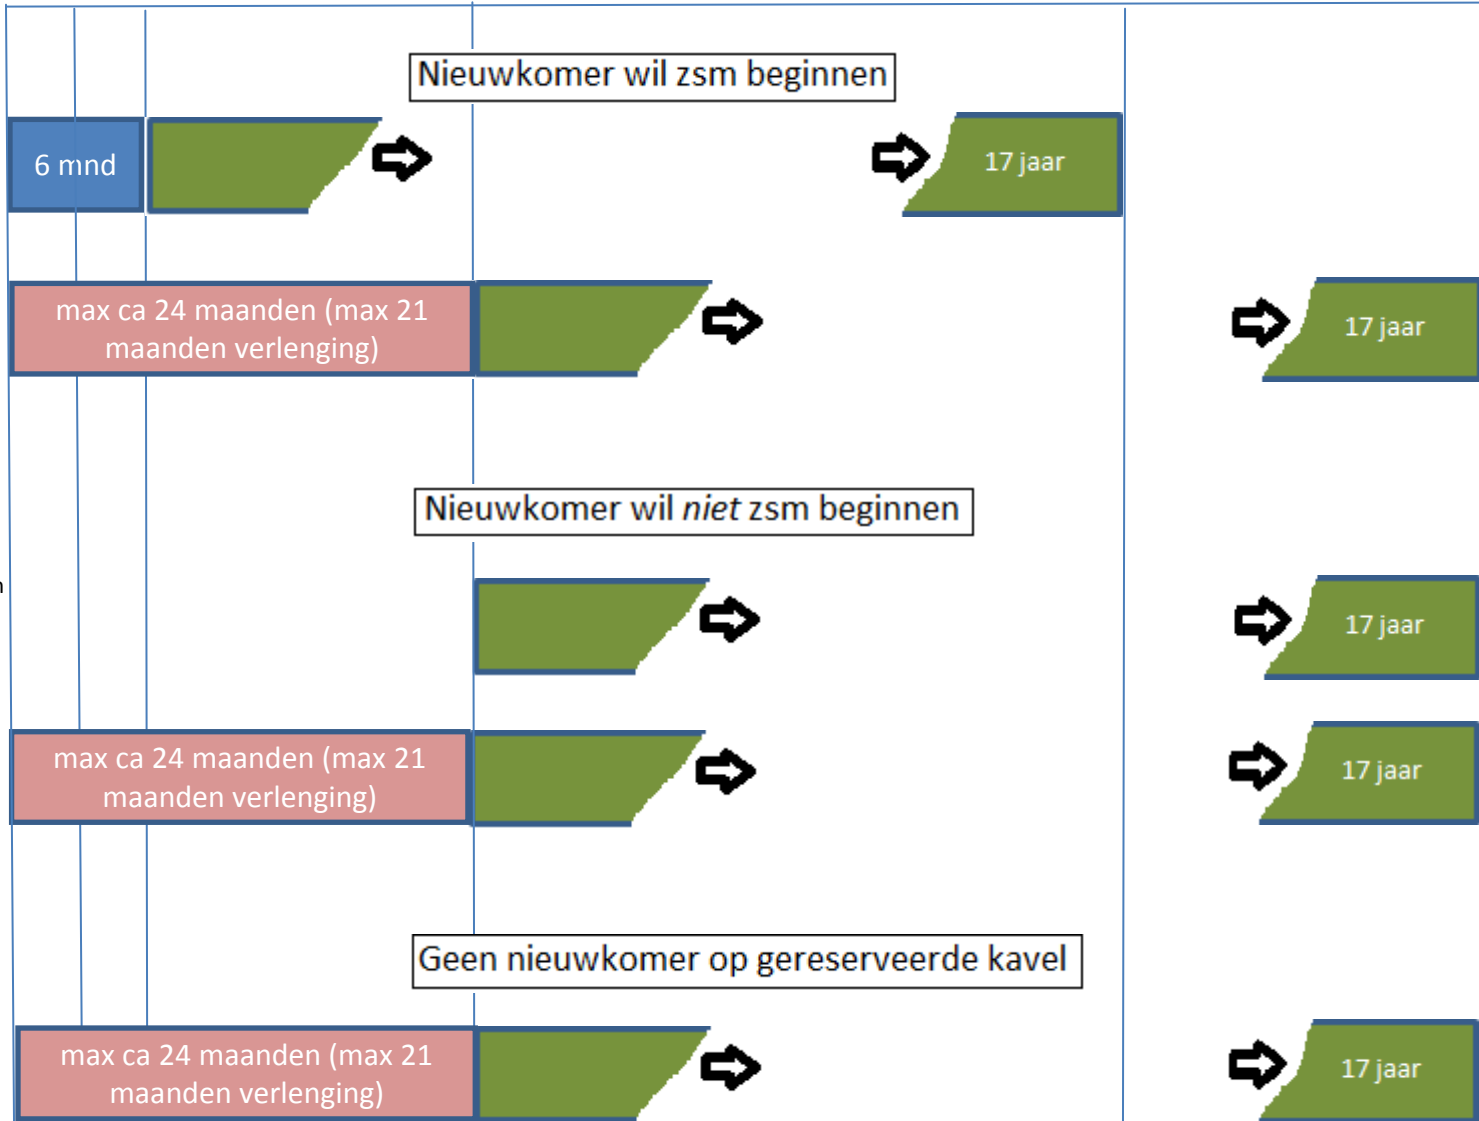 Nieuwkomer wil zsm beginnen
6 mnd
17 jaar
max ca 24 maanden (max 21
maanden verlenging)
17 jaar
Nieuwkomer wil niet zsm beginnen
n
17 jaar
max ca 24 maanden (max 21
maanden verlenging)
17 jaar
Geen nieuwkomer op gereserveerde kavel
max ca 24 maanden (max 21
maanden verlenging)
17 jaar